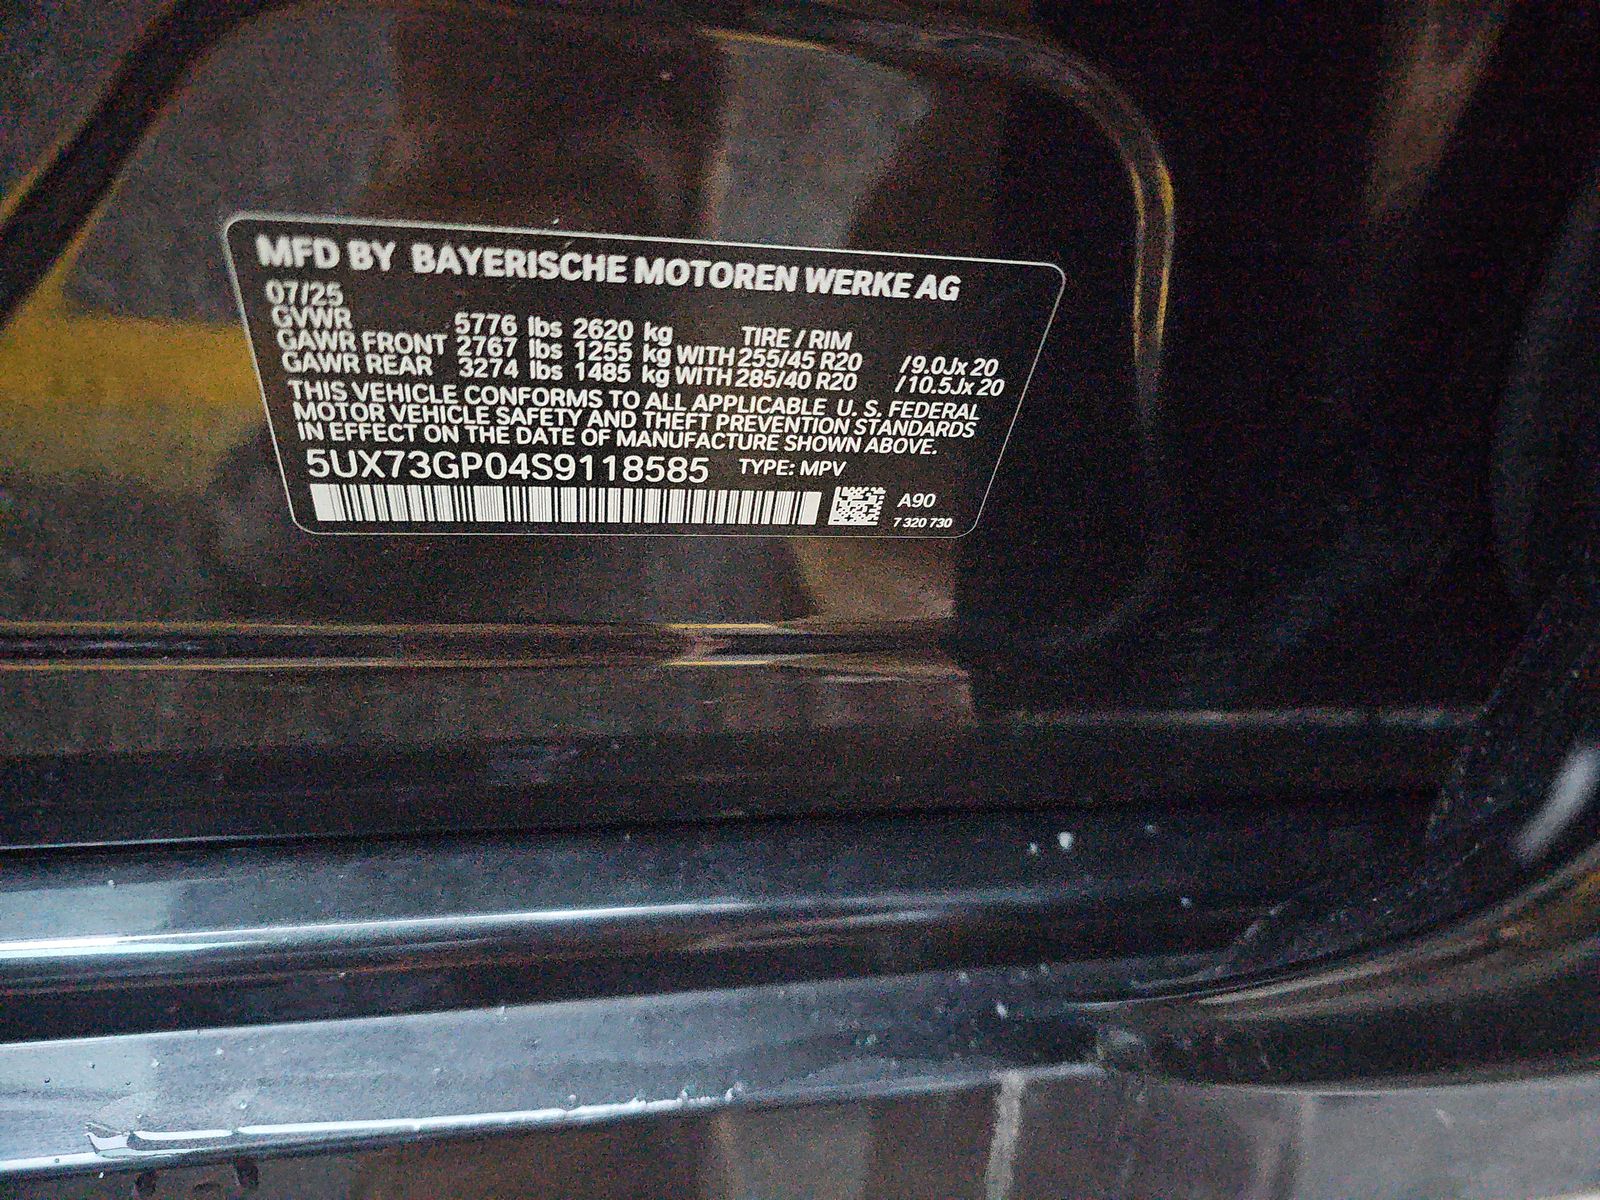 MFD BY BAYERISCHE MOTOREN WERKE AG
07/25
GVWR 5776 lbs 2620 kg TIRE / RIM
GAWR FRONT 2767 lbs 1255 kg WITH 255/45 R20 /9.0Jx 20
GAWR REAR 3274 lbs 1485 kg WITH 285/40 R20 /10.5Jx 20
THIS VEHICLE CONFORMS TO ALL APPLICABLE U. S. FEDERAL
MOTOR VEHICLE SAFETY AND THEFT PREVENTION STANDARDS
IN EFFECT ON THE DATE OF MANUFACTURE SHOWN ABOVE.
5UX73GP04S9118585 TYPE: MPV
A90
7 320 730